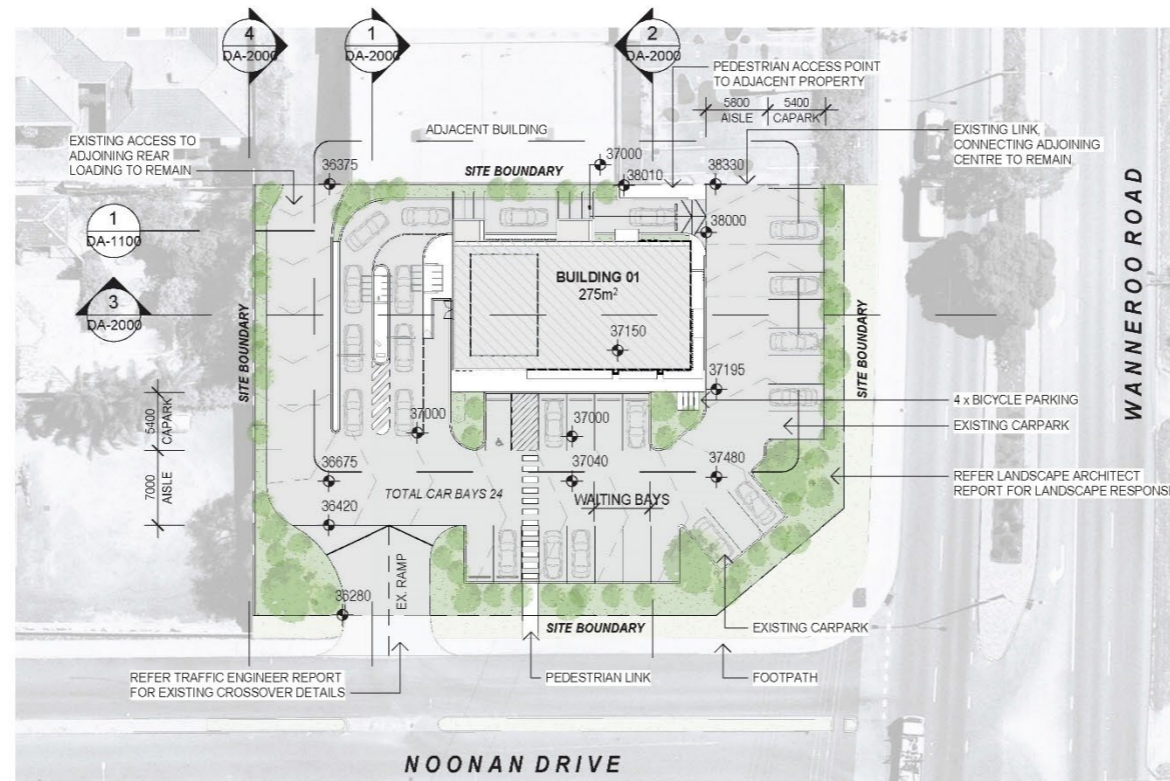 4
DA-2000
1
DA-2000
2
DA-2000
PEDESTRIAN ACCESS POINT
TO ADJACENT PROPERTY
5800
AISLE
5400
CAPARK
EXISTING ACCESS TO
ADJOINING REAR
LOADING TO REMAIN
ADJACENT BUILDING
EXISTING LINK,
CONNECTING ADJOINING
CENTRE TO REMAIN
36375
SITE BOUNDARY
37000
38010
38330
1
DA-1100
38000
3
DA-2000
BUILDING 01
275m²
37150
SITE BOUNDARY
SITE BOUNDARY
WANNEROO ROAD
37195
4 x BICYCLE PARKING
EXISTING CARPARK
5400
CAPARK
37000
37000
7000
AISLE
36675
37040
37480
REFER LANDSCAPE ARCHITECT
REPORT FOR LANDSCAPE RESPONS
TOTAL CAR BAYS 24
WAITING BAYS
36420
EX. RAMP
36280
SITE BOUNDARY
EXISTING CARPARK
REFER TRAFFIC ENGINEER REPORT
FOR EXISTING CROSSOVER DETAILS
PEDESTRIAN LINK
FOOTPATH
NOONAN DRIVE